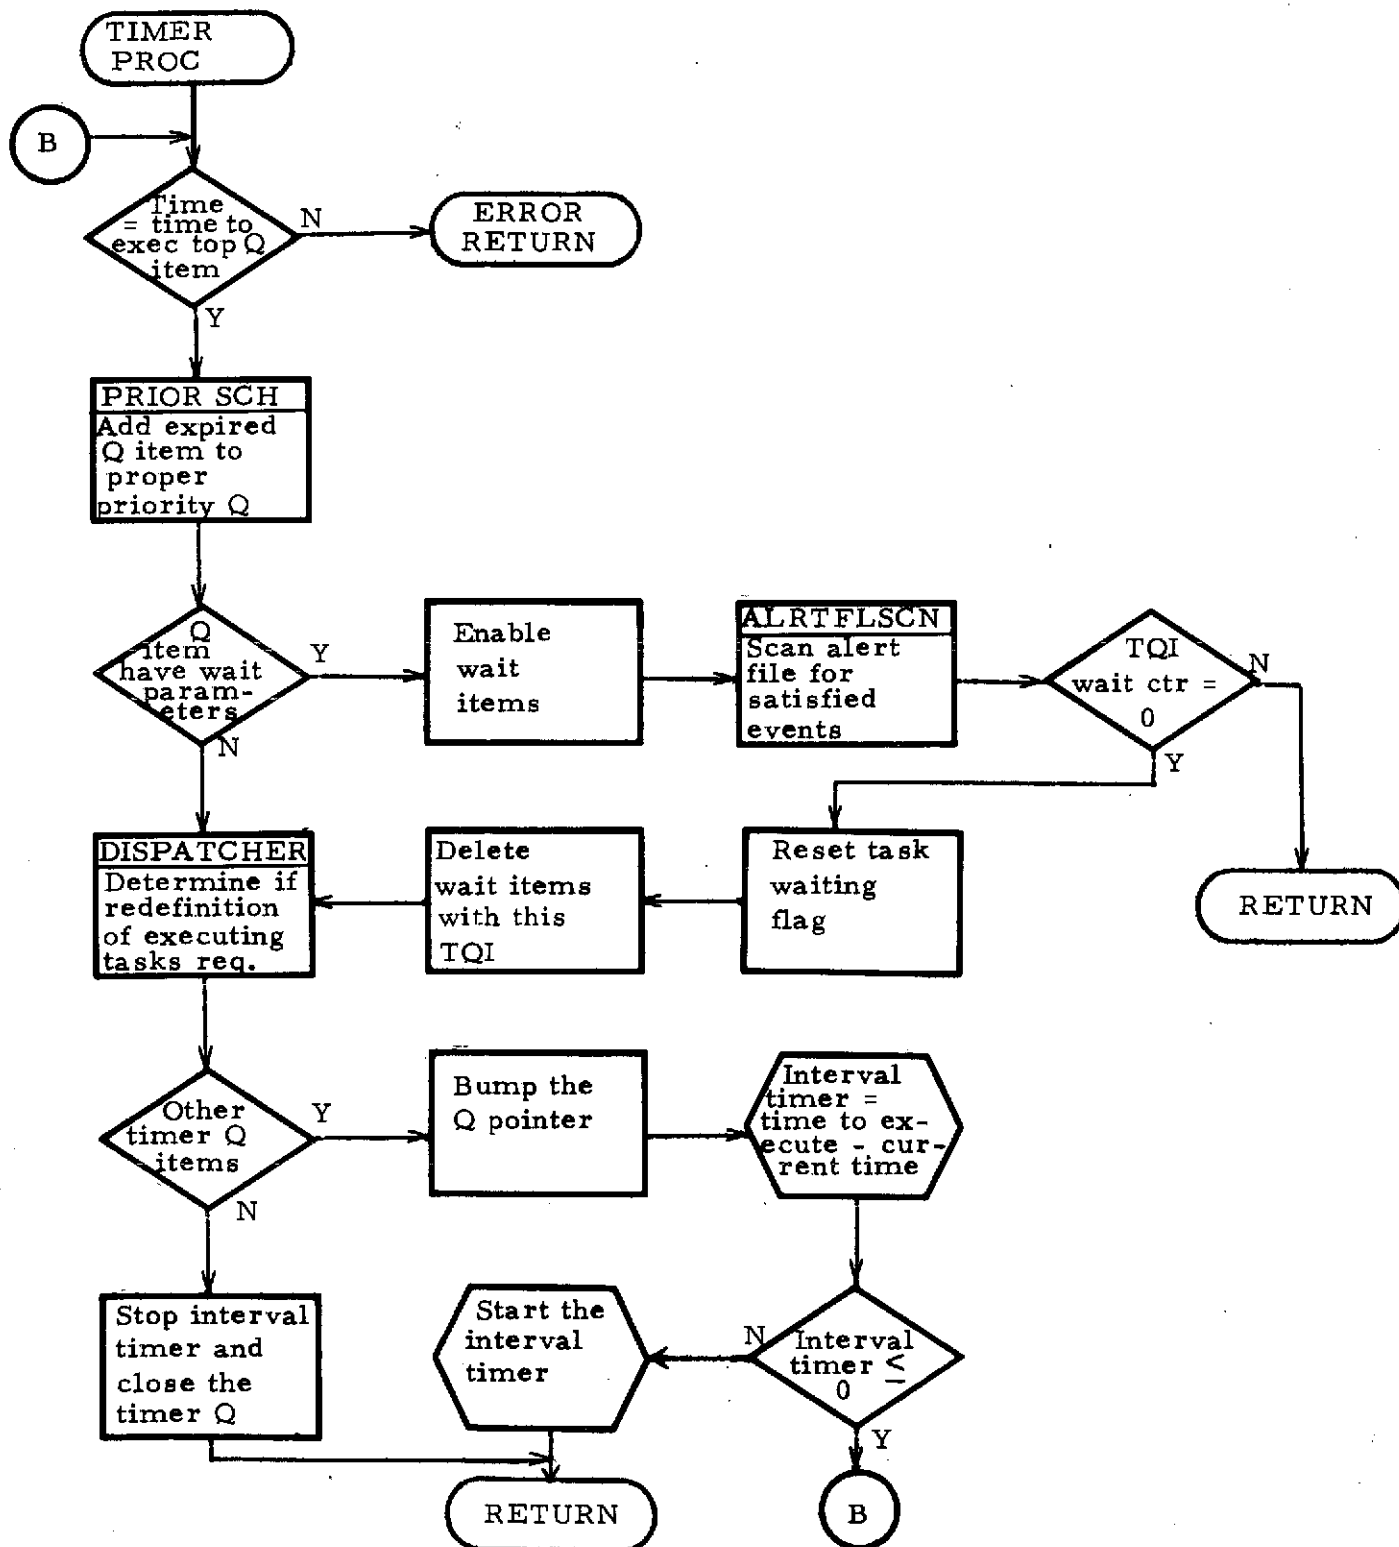 TIMER
PROC
B
Time
= time to
exec top Q
item
N
ERROR
RETURN
Y
PRIOR SCH
Add expired
Q item to
proper
priority Q
Q
item
have wait
param-
eters
Y
N
Enable
wait
items
ALRTFLSCN
Scan alert
file for
satisfied
events
TQI
wait ctr =
0
N
Y
RETURN
Reset task
waiting
flag
Delete
wait items
with this
TQI
DISPATCHER
Determine if
redefinition
of executing
tasks req.
Other
timer Q
items
Y
N
Bump the
Q pointer
Interval
timer =
time to ex-
ecute - cur-
rent time
Interval
timer ≤
0
N
Y
Start the
interval
timer
Stop interval
timer and
close the
timer Q
RETURN
B